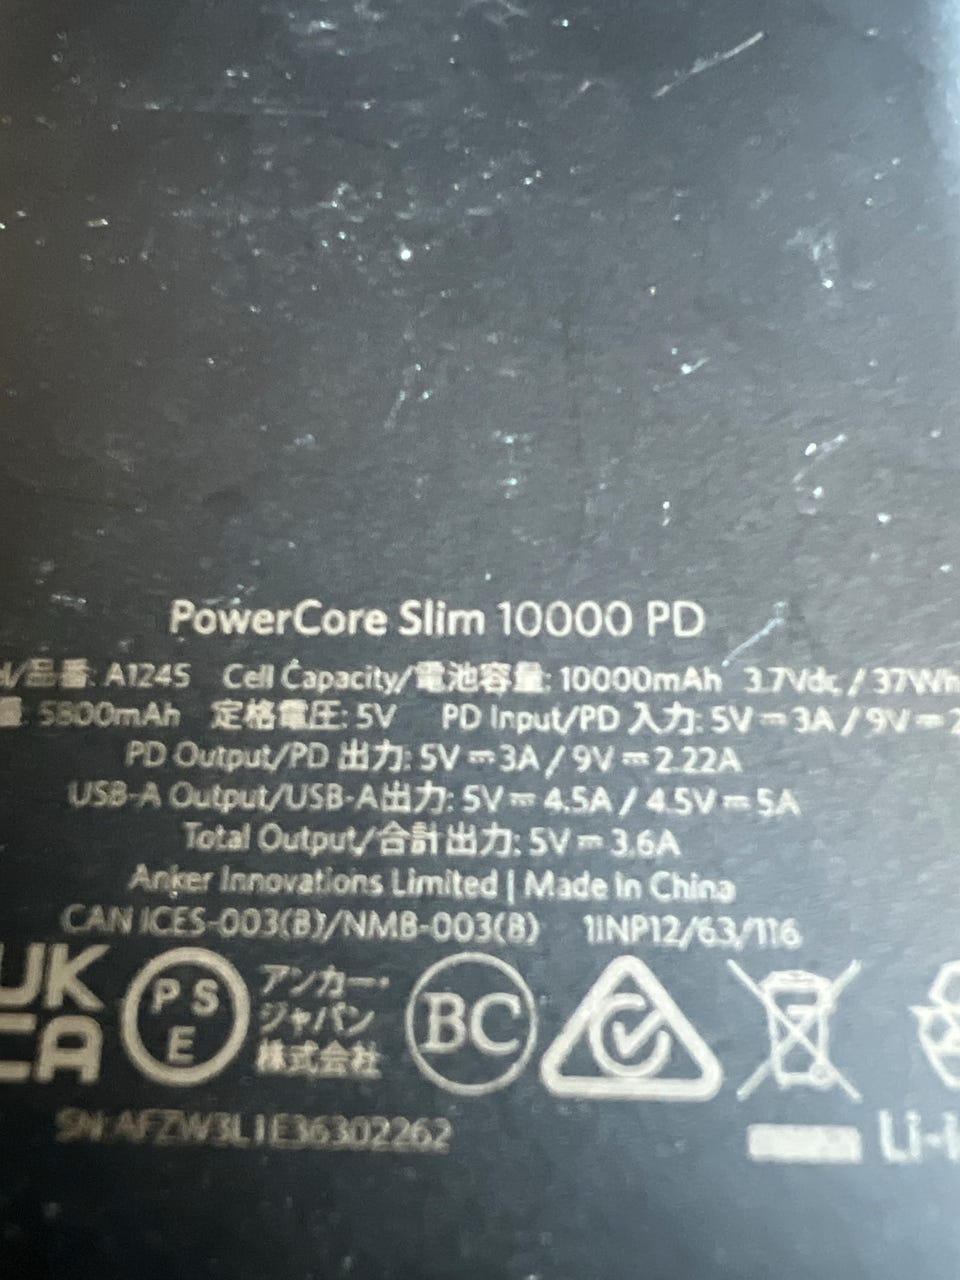 PowerCore Slim 10000 PD
品番: A1245 Cell Capacity/電池容量: 10000mAh 3.7Vdc / 37Wh
5800mAh 定格電圧: 5V PD Input/PD 入力: 5V⎓3A / 9V⎓2
PD Output/PD 出力: 5V⎓3A / 9V⎓2.22A
USB-A Output/USB-A出力: 5V⎓4.5A / 4.5V⎓5A
Total Output/合計出力: 5V⎓3.6A
Anker Innovations Limited | Made in China
CAN ICES-003(B)/NMB-003(B) 1INP12/63/116
UK
CA
PS
E
アンカー・
ジャパン
株式会社
BC
SN: AFZW3L1E36302262
Li-i